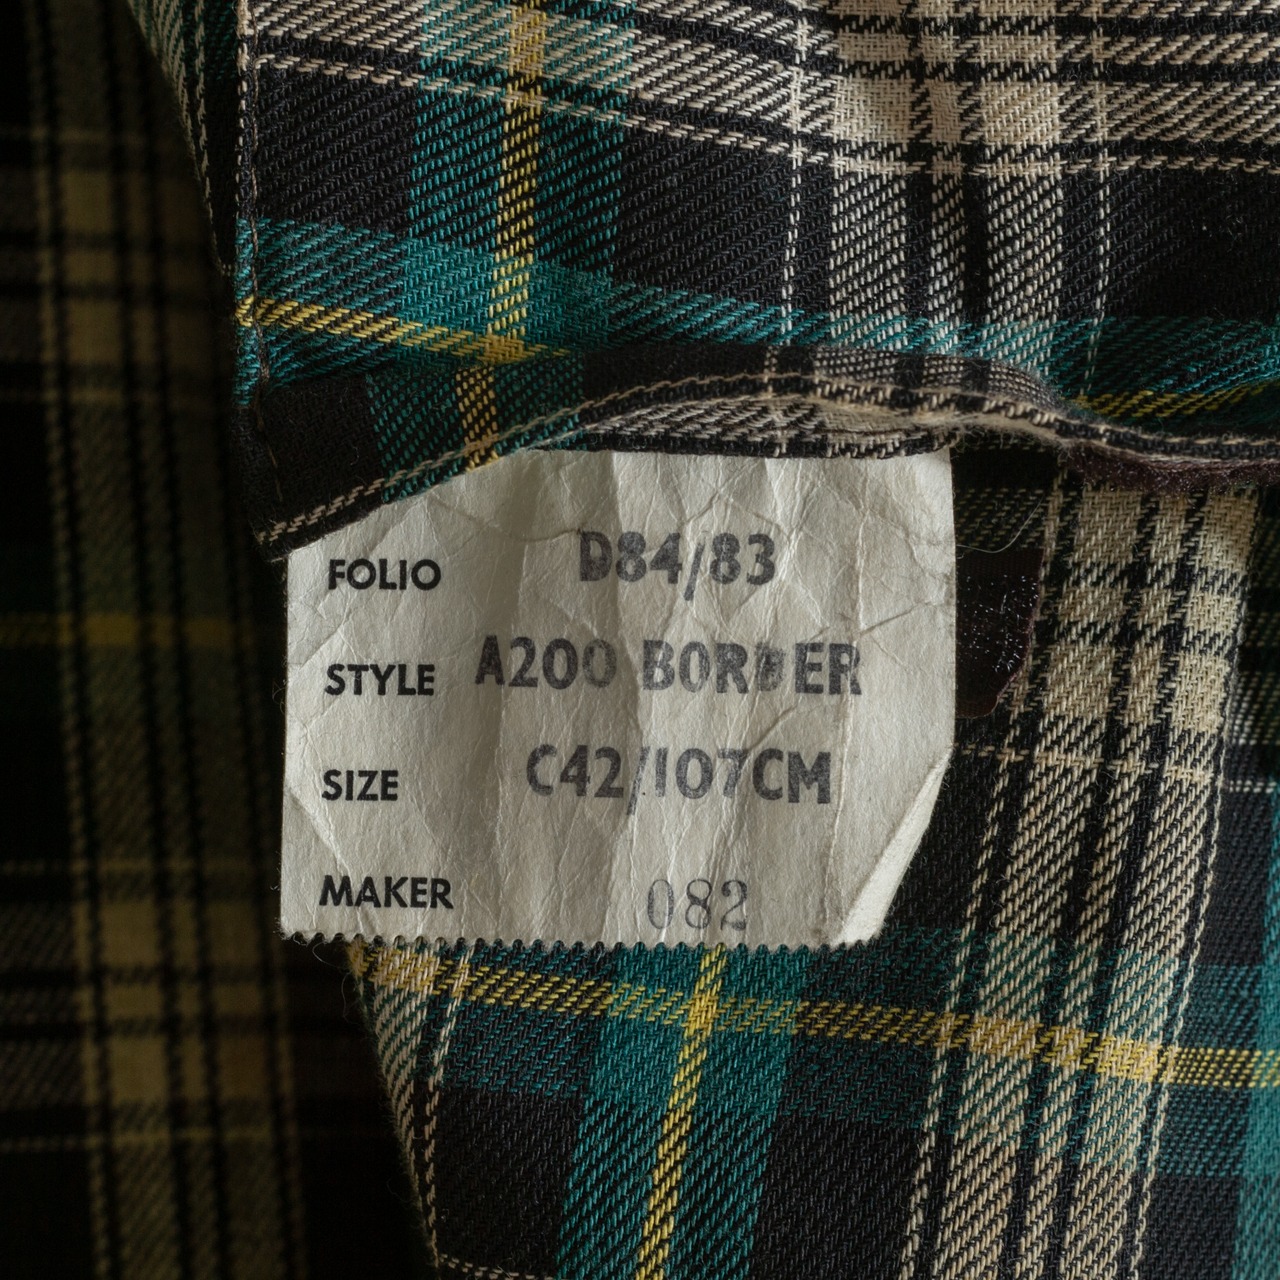 FOLIO D84/83
STYLE A200 BORDER
SIZE C42/107CM
MAKER 082